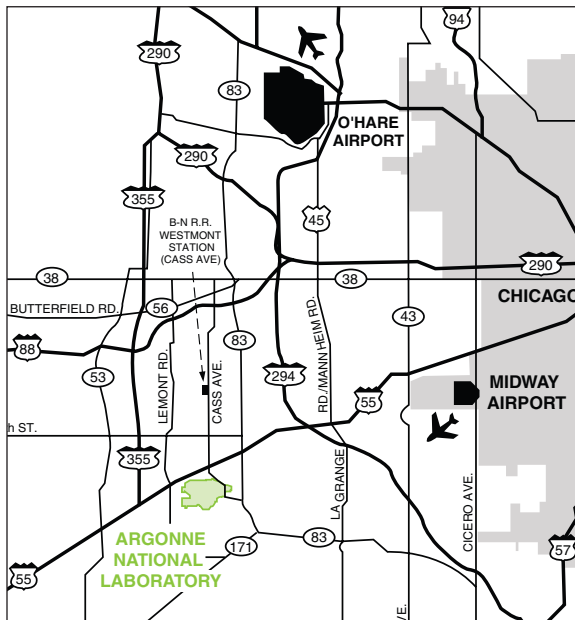 94
290
83
O'HARE
AIRPORT
290
355
45
B-N R.R.
WESTMONT
STATION
(CASS AVE)
38
38
290
BUTTERFIELD RD.
56
CHICAGO
43
83
88
53
LEMONT RD.
CASS AVE.
294
RD./MANNHEIM RD.
55
MIDWAY
AIRPORT
h ST.
355
LA GRANGE
CICERO AVE.
ARGONNE
NATIONAL
LABORATORY
171
83
57
55
VE.